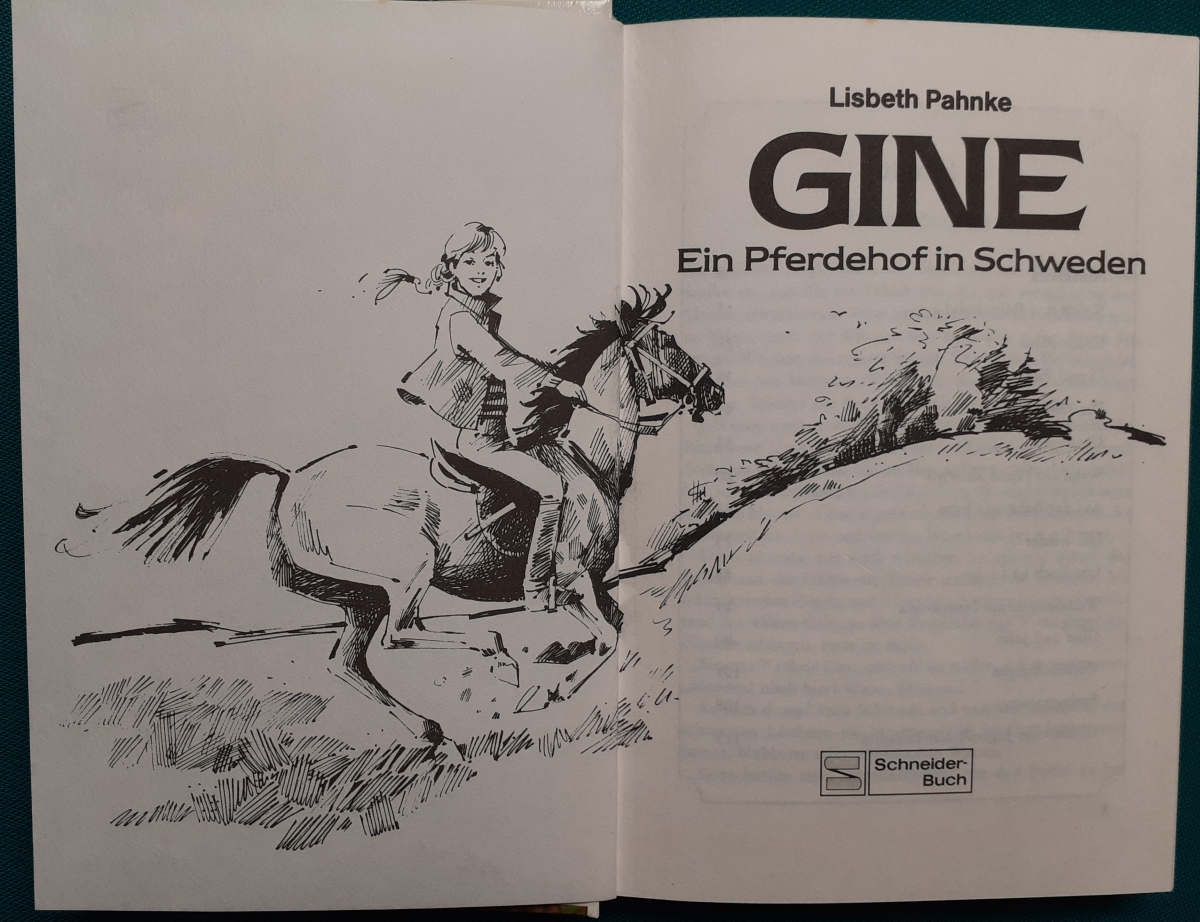 Lisbeth Pahnke
GINE
Ein Pferdehof in Schweden
Schneider-
Buch